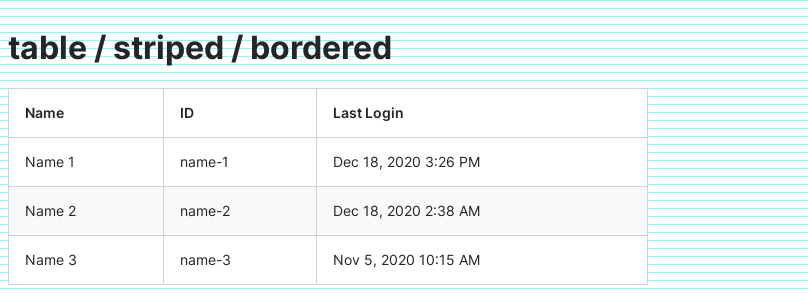 table / striped / bordered
Name ID Last Login
Name 1 name-1 Dec 18, 2020 3:26 PM
Name 2 name-2 Dec 18, 2020 2:38 AM
Name 3 name-3 Nov 5, 2020 10:15 AM